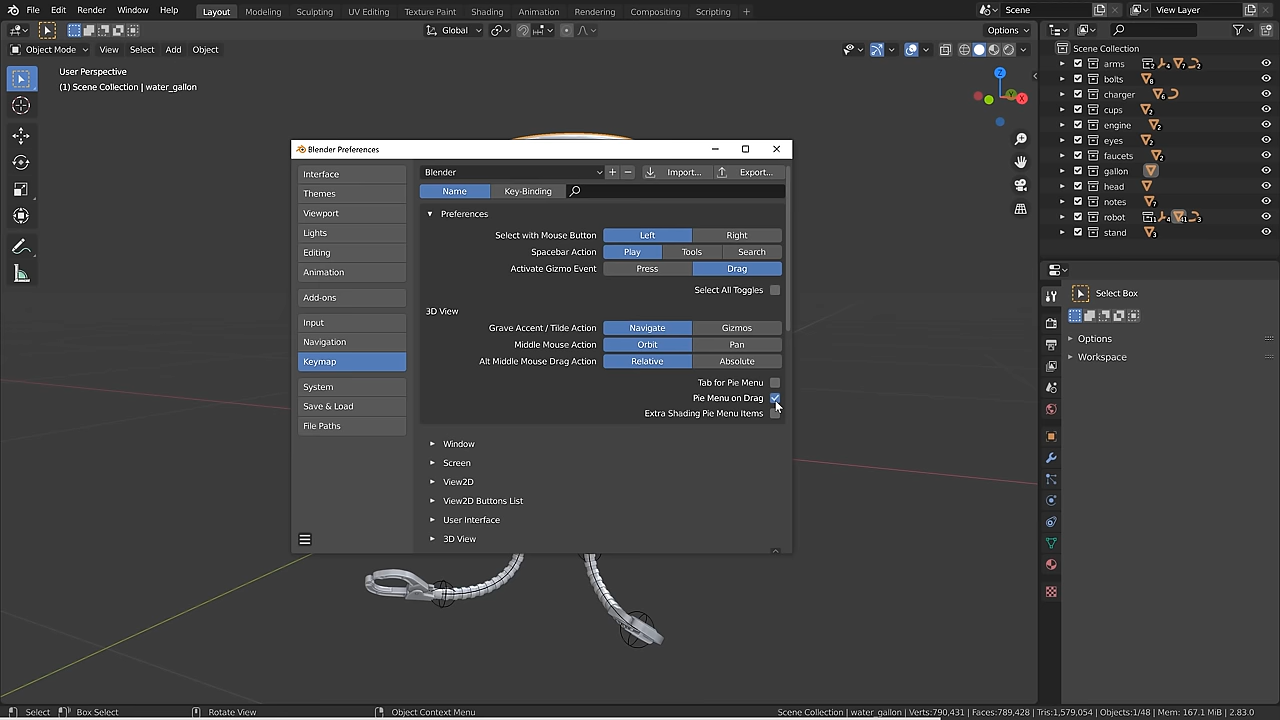 File Edit Render Window Help Layout Modeling Sculpting UV Editing Texture Paint Shading Animation Rendering Compositing Scripting + Scene View Layer
Global Options
Object Mode View Select Add Object
User Perspective
(1) Scene Collection | water_gallon
Z
Y
X
Scene Collection
arms
bolts
charger
cups
engine
eyes
faucets
gallon
head
notes
robot
stand
Select Box
Options
Workspace
Blender Preferences
Interface
Themes
Viewport
Lights
Editing
Animation
Add-ons
Input
Navigation
Keymap
System
Save & Load
File Paths
Blender Import... Export...
Name Key-Binding
Preferences
Select with Mouse Button Left Right
Spacebar Action Play Tools Search
Activate Gizmo Event Press Drag
Select All Toggles
3D View
Grave Accent / Tilde Action Navigate Gizmos
Middle Mouse Action Orbit Pan
Alt Middle Mouse Drag Action Relative Absolute
Tab for Pie Menu
Pie Menu on Drag
Extra Shading Pie Menu Items
Window
Screen
View2D
View2D Buttons List
User Interface
3D View
Select Box Select Rotate View Object Context Menu Scene Collection | water_gallon | Verts:790,431 | Faces:789,428 | Tris:1,579,054 | Objects:1/48 | Mem: 167.1 MiB | 2.83.0